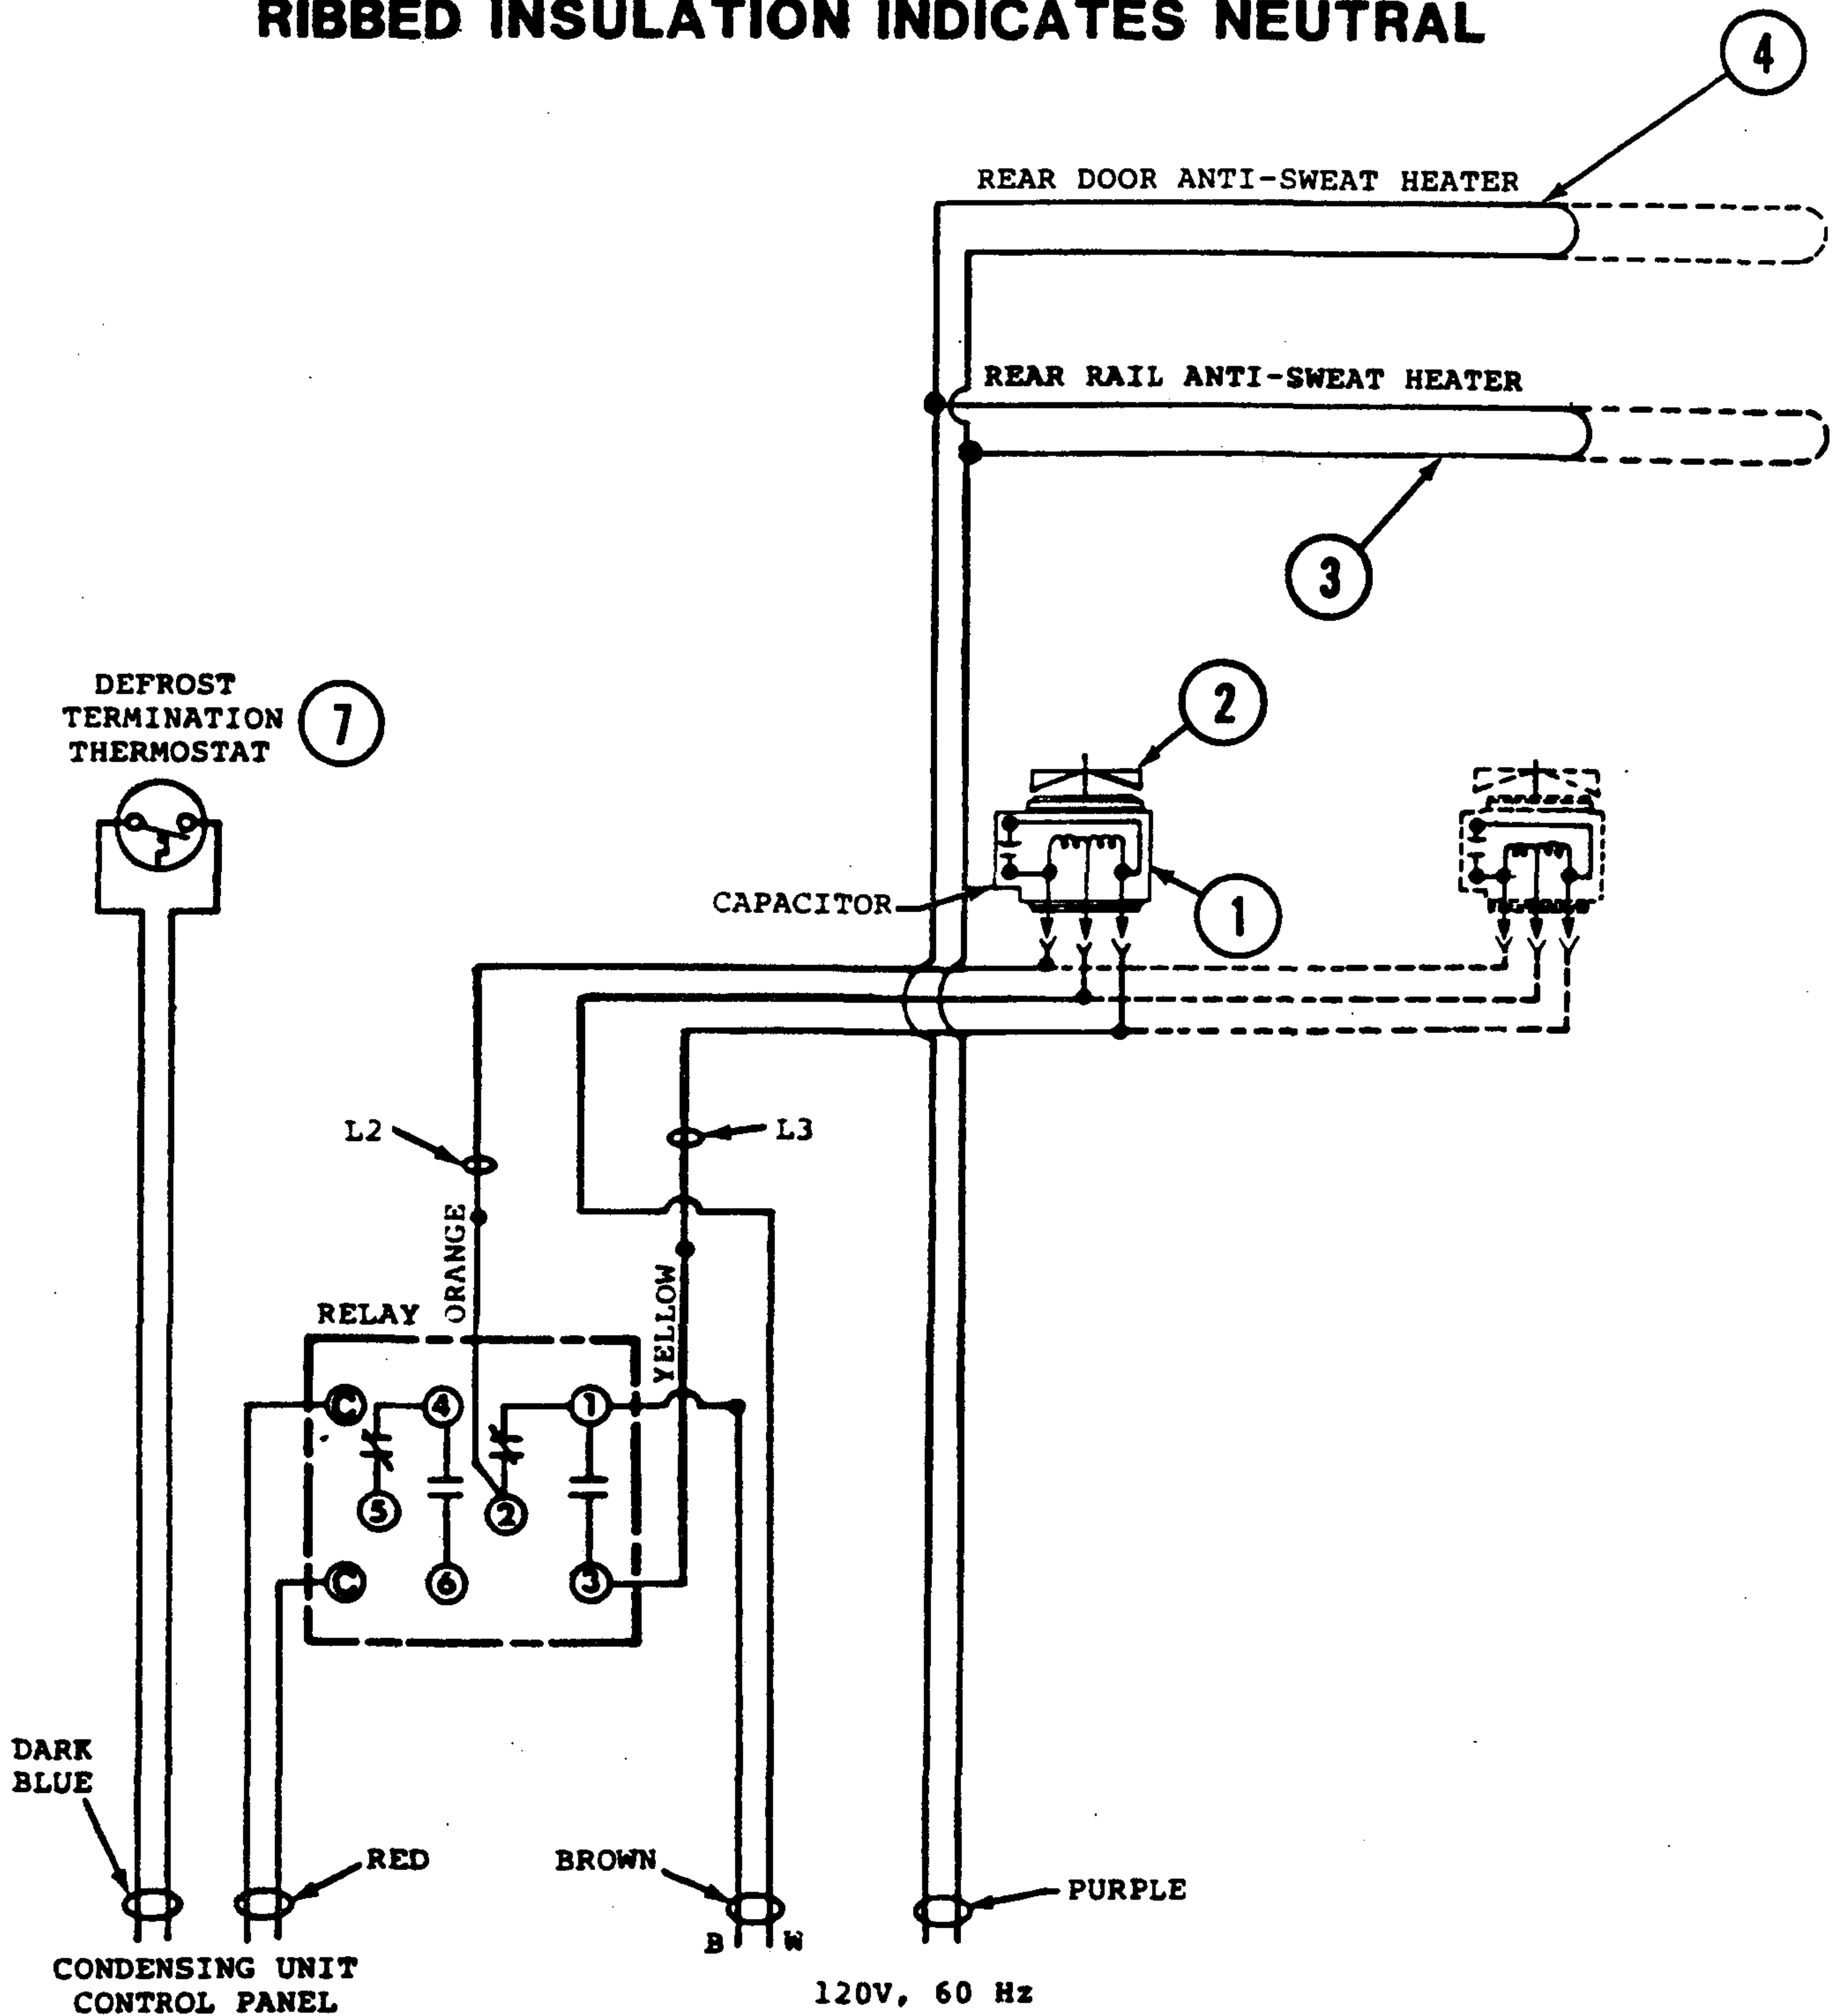 RIBBED INSULATION INDICATES NEUTRAL
4
REAR DOOR ANTI-SWEAT HEATER
REAR RAIL ANTI-SWEAT HEATER
3
DEFROST
TERMINATION
THERMOSTAT
7
2
CAPACITOR
1
L2
L3
ORANGE
YELLOW
RELAY
C
4
1
5
2
C
6
3
DARK
BLUE
RED
BROWN
PURPLE
B
W
CONDENSING UNIT
CONTROL PANEL
120V, 60 Hz